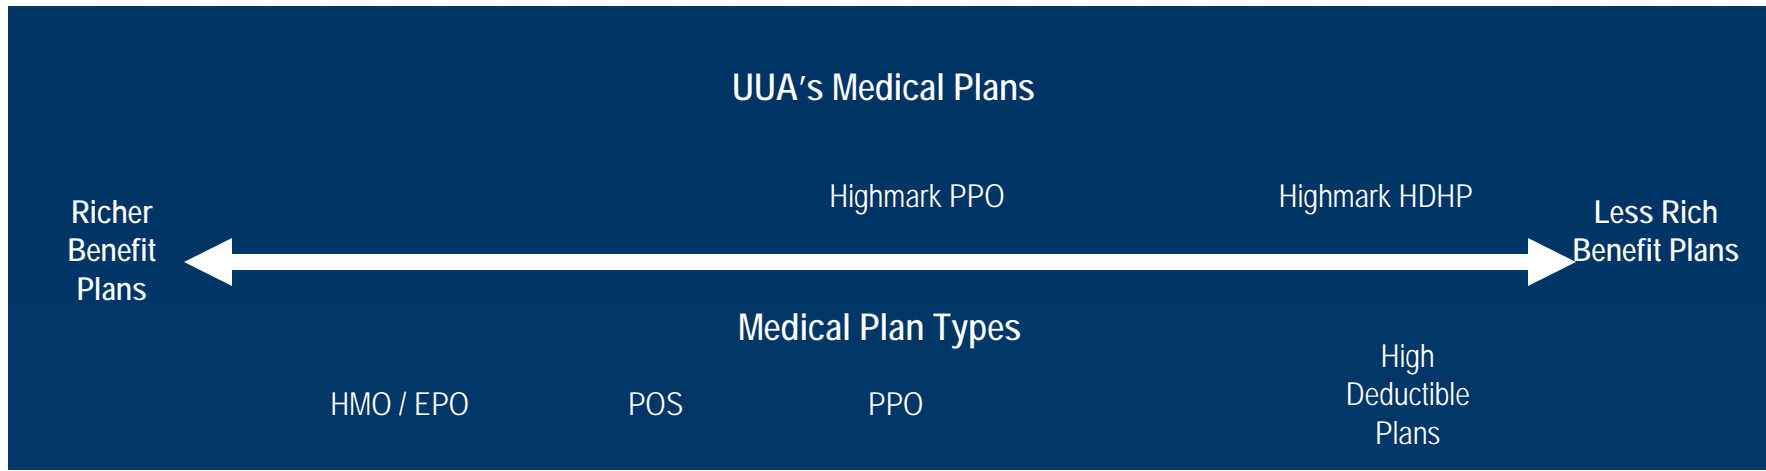 UUA's Medical Plans
Highmark PPO
Highmark HDHP
Richer
Benefit
Plans
Less Rich
Benefit Plans
Medical Plan Types
HMO / EPO
POS
PPO
High
Deductible
Plans